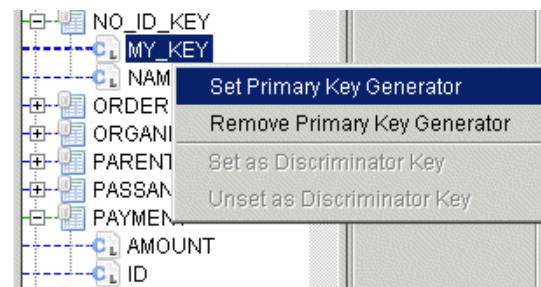 NO_ID_KEY
MY_KEY
NAM
Set Primary Key Generator
ORDER
Remove Primary Key Generator
ORGANI
PARENT
Set as Discriminator Key
PASSAN
Unset as Discriminator Key
PAYMENT
AMOUNT
ID